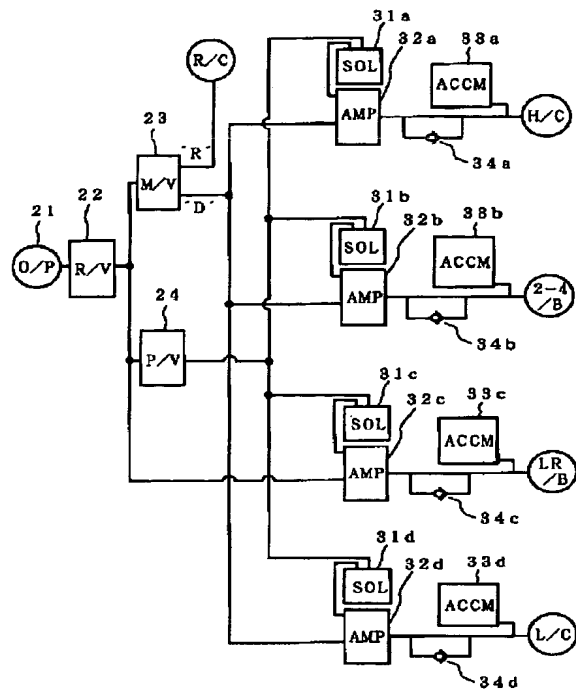 31a
32a
33a
R/C
SOL
ACCM
AMP
H/C
23
"R"
34a
M/V
21
22
"D"
31b
32b
33b
O/P
R/V
SOL
ACCM
24
AMP
2-4
/B
P/V
34b
31c
32c
33c
SOL
ACCM
AMP
LR
/B
34c
31d
32d
33d
SOL
ACCM
AMP
L/C
34d